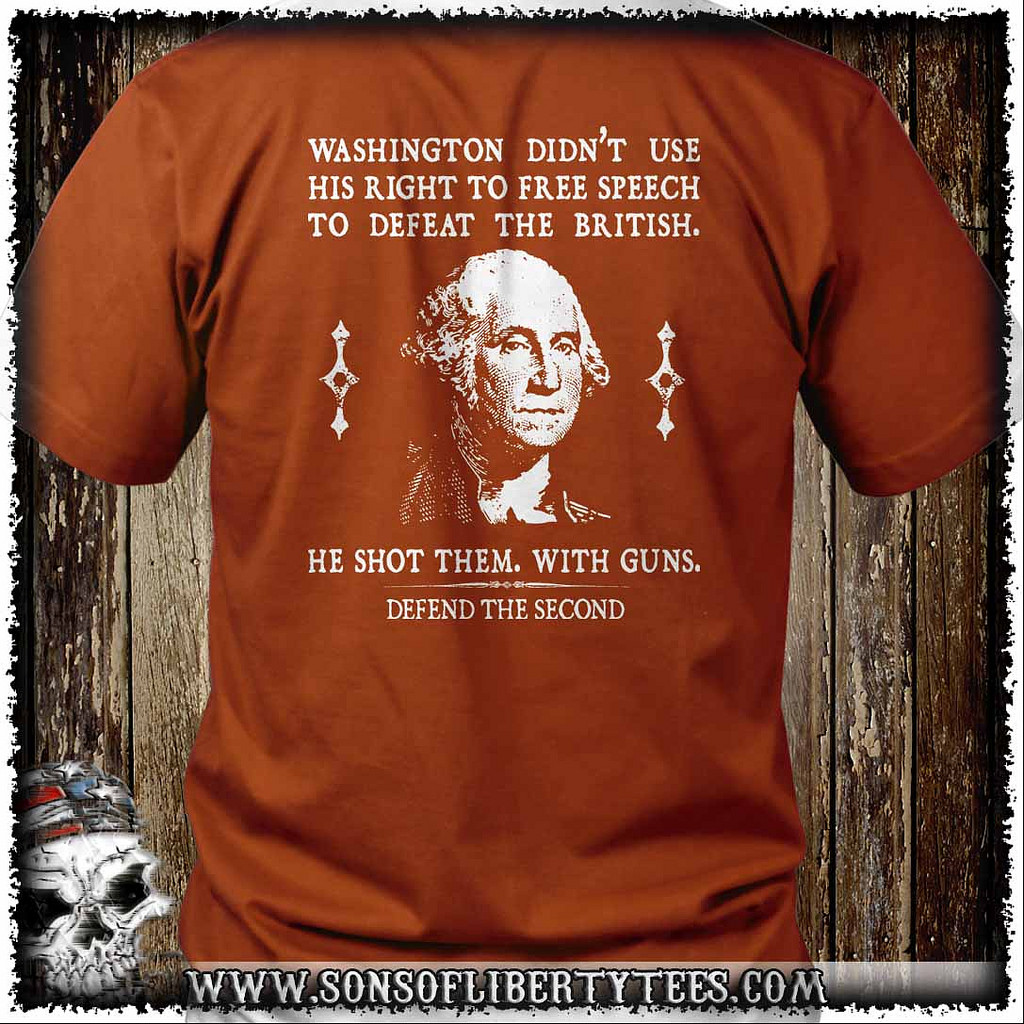 WASHINGTON DIDN'T USE
HIS RIGHT TO FREE SPEECH
TO DEFEAT THE BRITISH.
HE SHOT THEM. WITH GUNS.
DEFEND THE SECOND
WWW.SONSOFLIBERTYTEES.COM